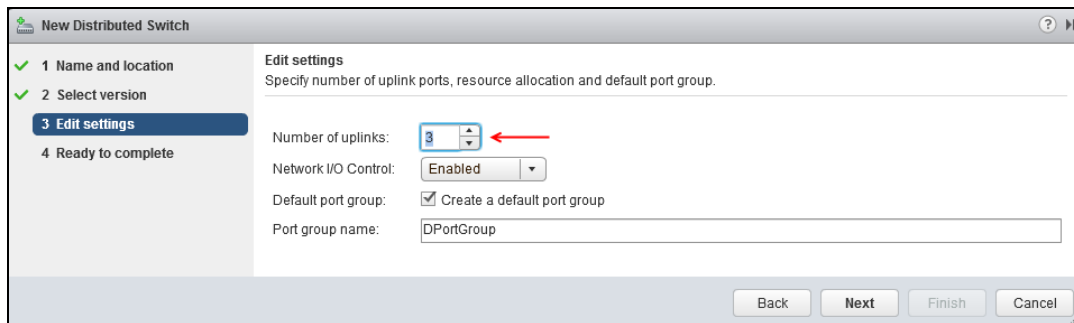 New Distributed Switch
?
1 Name and location
2 Select version
3 Edit settings
4 Ready to complete
Edit settings
Specify number of uplink ports, resource allocation and default port group.
Number of uplinks: 3
Network I/O Control: Enabled
Default port group: Create a default port group
Port group name: DPortGroup
Back Next Finish Cancel